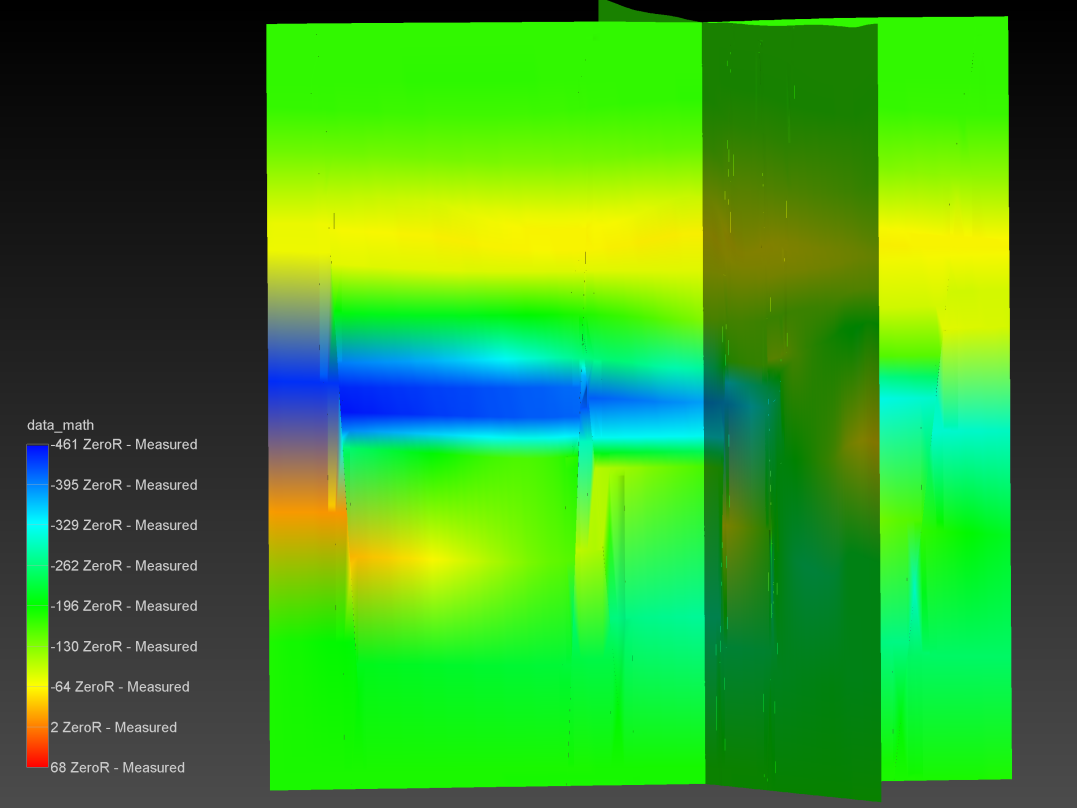 data_math
-461 ZeroR - Measured
-395 ZeroR - Measured
-329 ZeroR - Measured
-262 ZeroR - Measured
-196 ZeroR - Measured
-130 ZeroR - Measured
-64 ZeroR - Measured
2 ZeroR - Measured
68 ZeroR - Measured